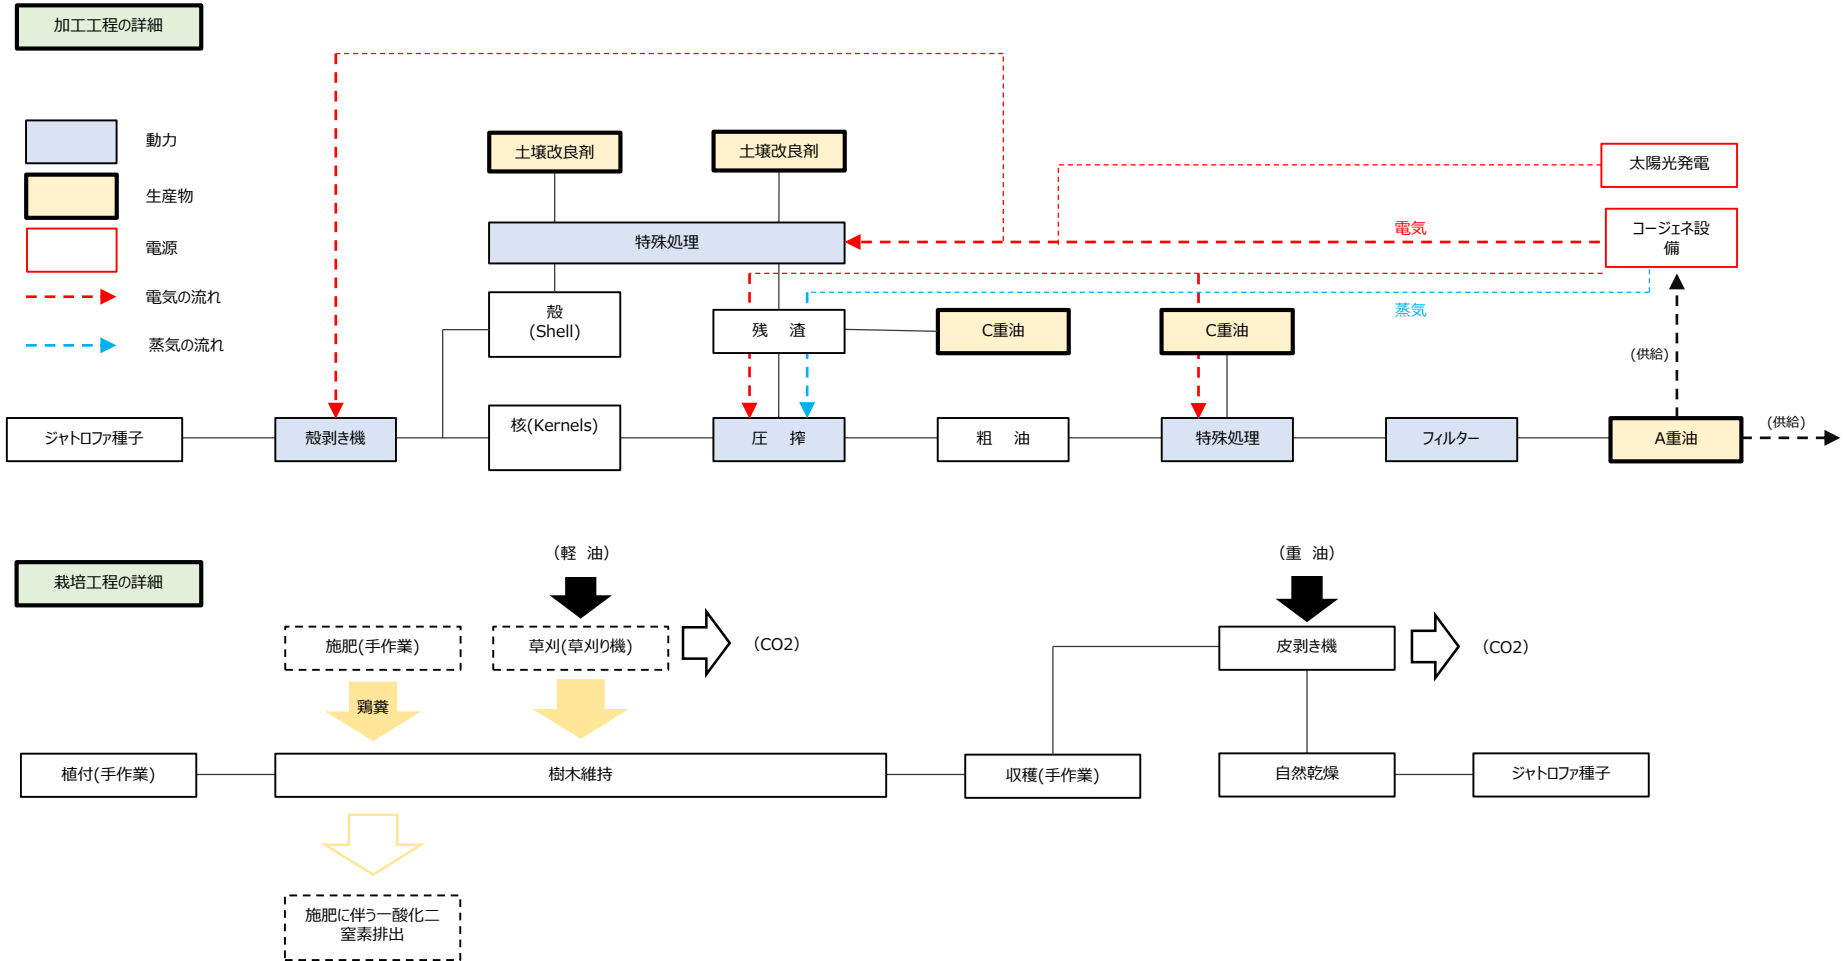 加工工程の詳細
動力
生産物
電源
電気の流れ
蒸気の流れ
土壌改良剤
土壌改良剤
特殊処理
太陽光発電
電気
コージェネ設
備
蒸気
殻
(Shell)
残　渣
C重油
C重油
(供給)
ジャトロファ種子
殻剥き機
核(Kernels)
圧　搾
粗　油
特殊処理
フィルター
A重油
(供給)
栽培工程の詳細
（軽　油）
（重　油）
施肥(手作業)
草刈(草刈り機)
（CO2）
皮剥き機
（CO2）
鶏糞
植付(手作業)
樹木維持
収穫(手作業)
自然乾燥
ジャトロファ種子
施肥に伴う一酸化二
窒素排出